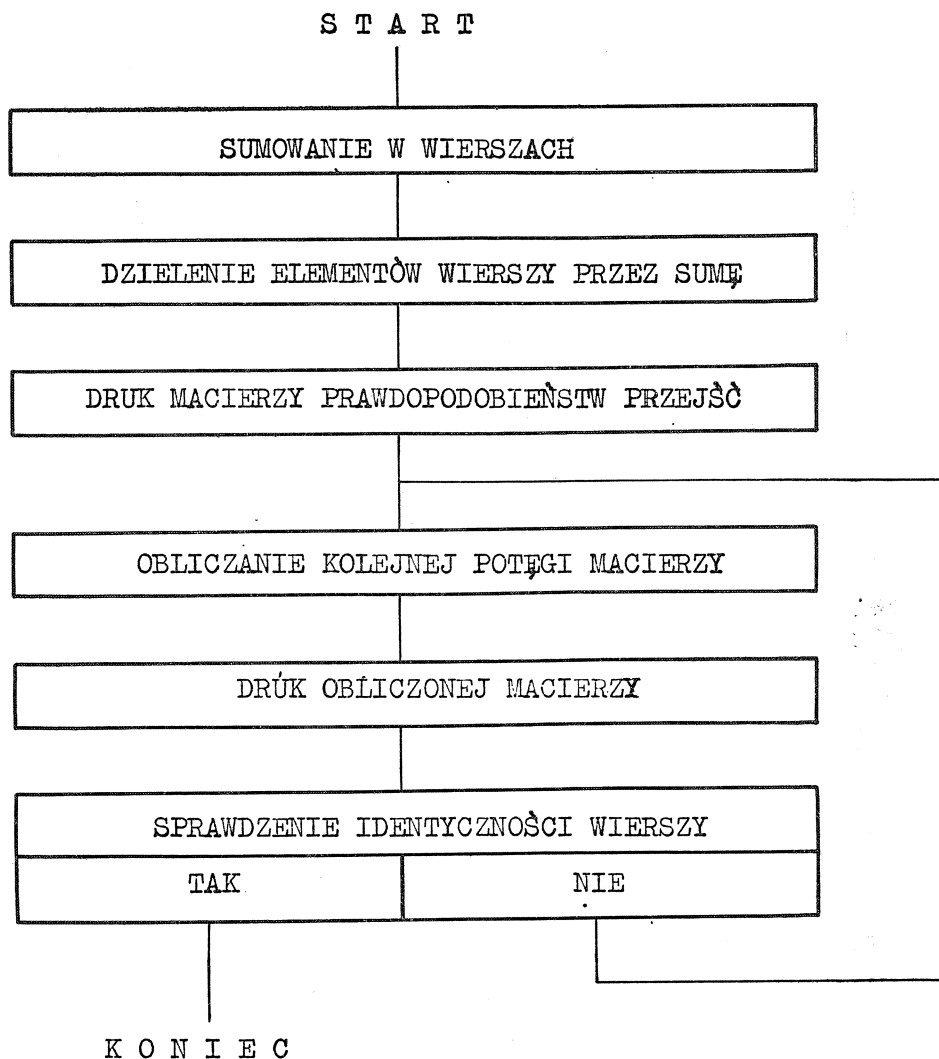 S T A R T
SUMOWANIE W WIERSZACH
DZIELENIE ELEMENTÓW WIERSZY PRZEZ SUMĘ
DRUK MACIERZY PRAWDOPODOBIEŃSTW PRZEJŚĆ
OBLICZANIE KOLEJNEJ POTĘGI MACIERZY
DRUK OBLICZONEJ MACIERZY
SPRAWDZENIE IDENTYCZNOŚCI WIERSZY
TAK
NIE
K O N I E C